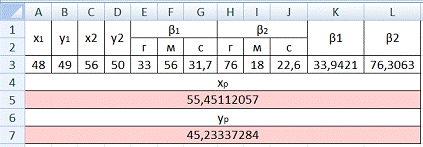 A B C D E F G H I J K L
1 x1 y1 x2 y2 β1 β2 β1 β2
2 г м с г м с
3 48 49 56 50 33 56 31,7 76 18 22,6 33,9421 76,3063
4 xp
5 55,45112057
6 yp
7 45,23337284